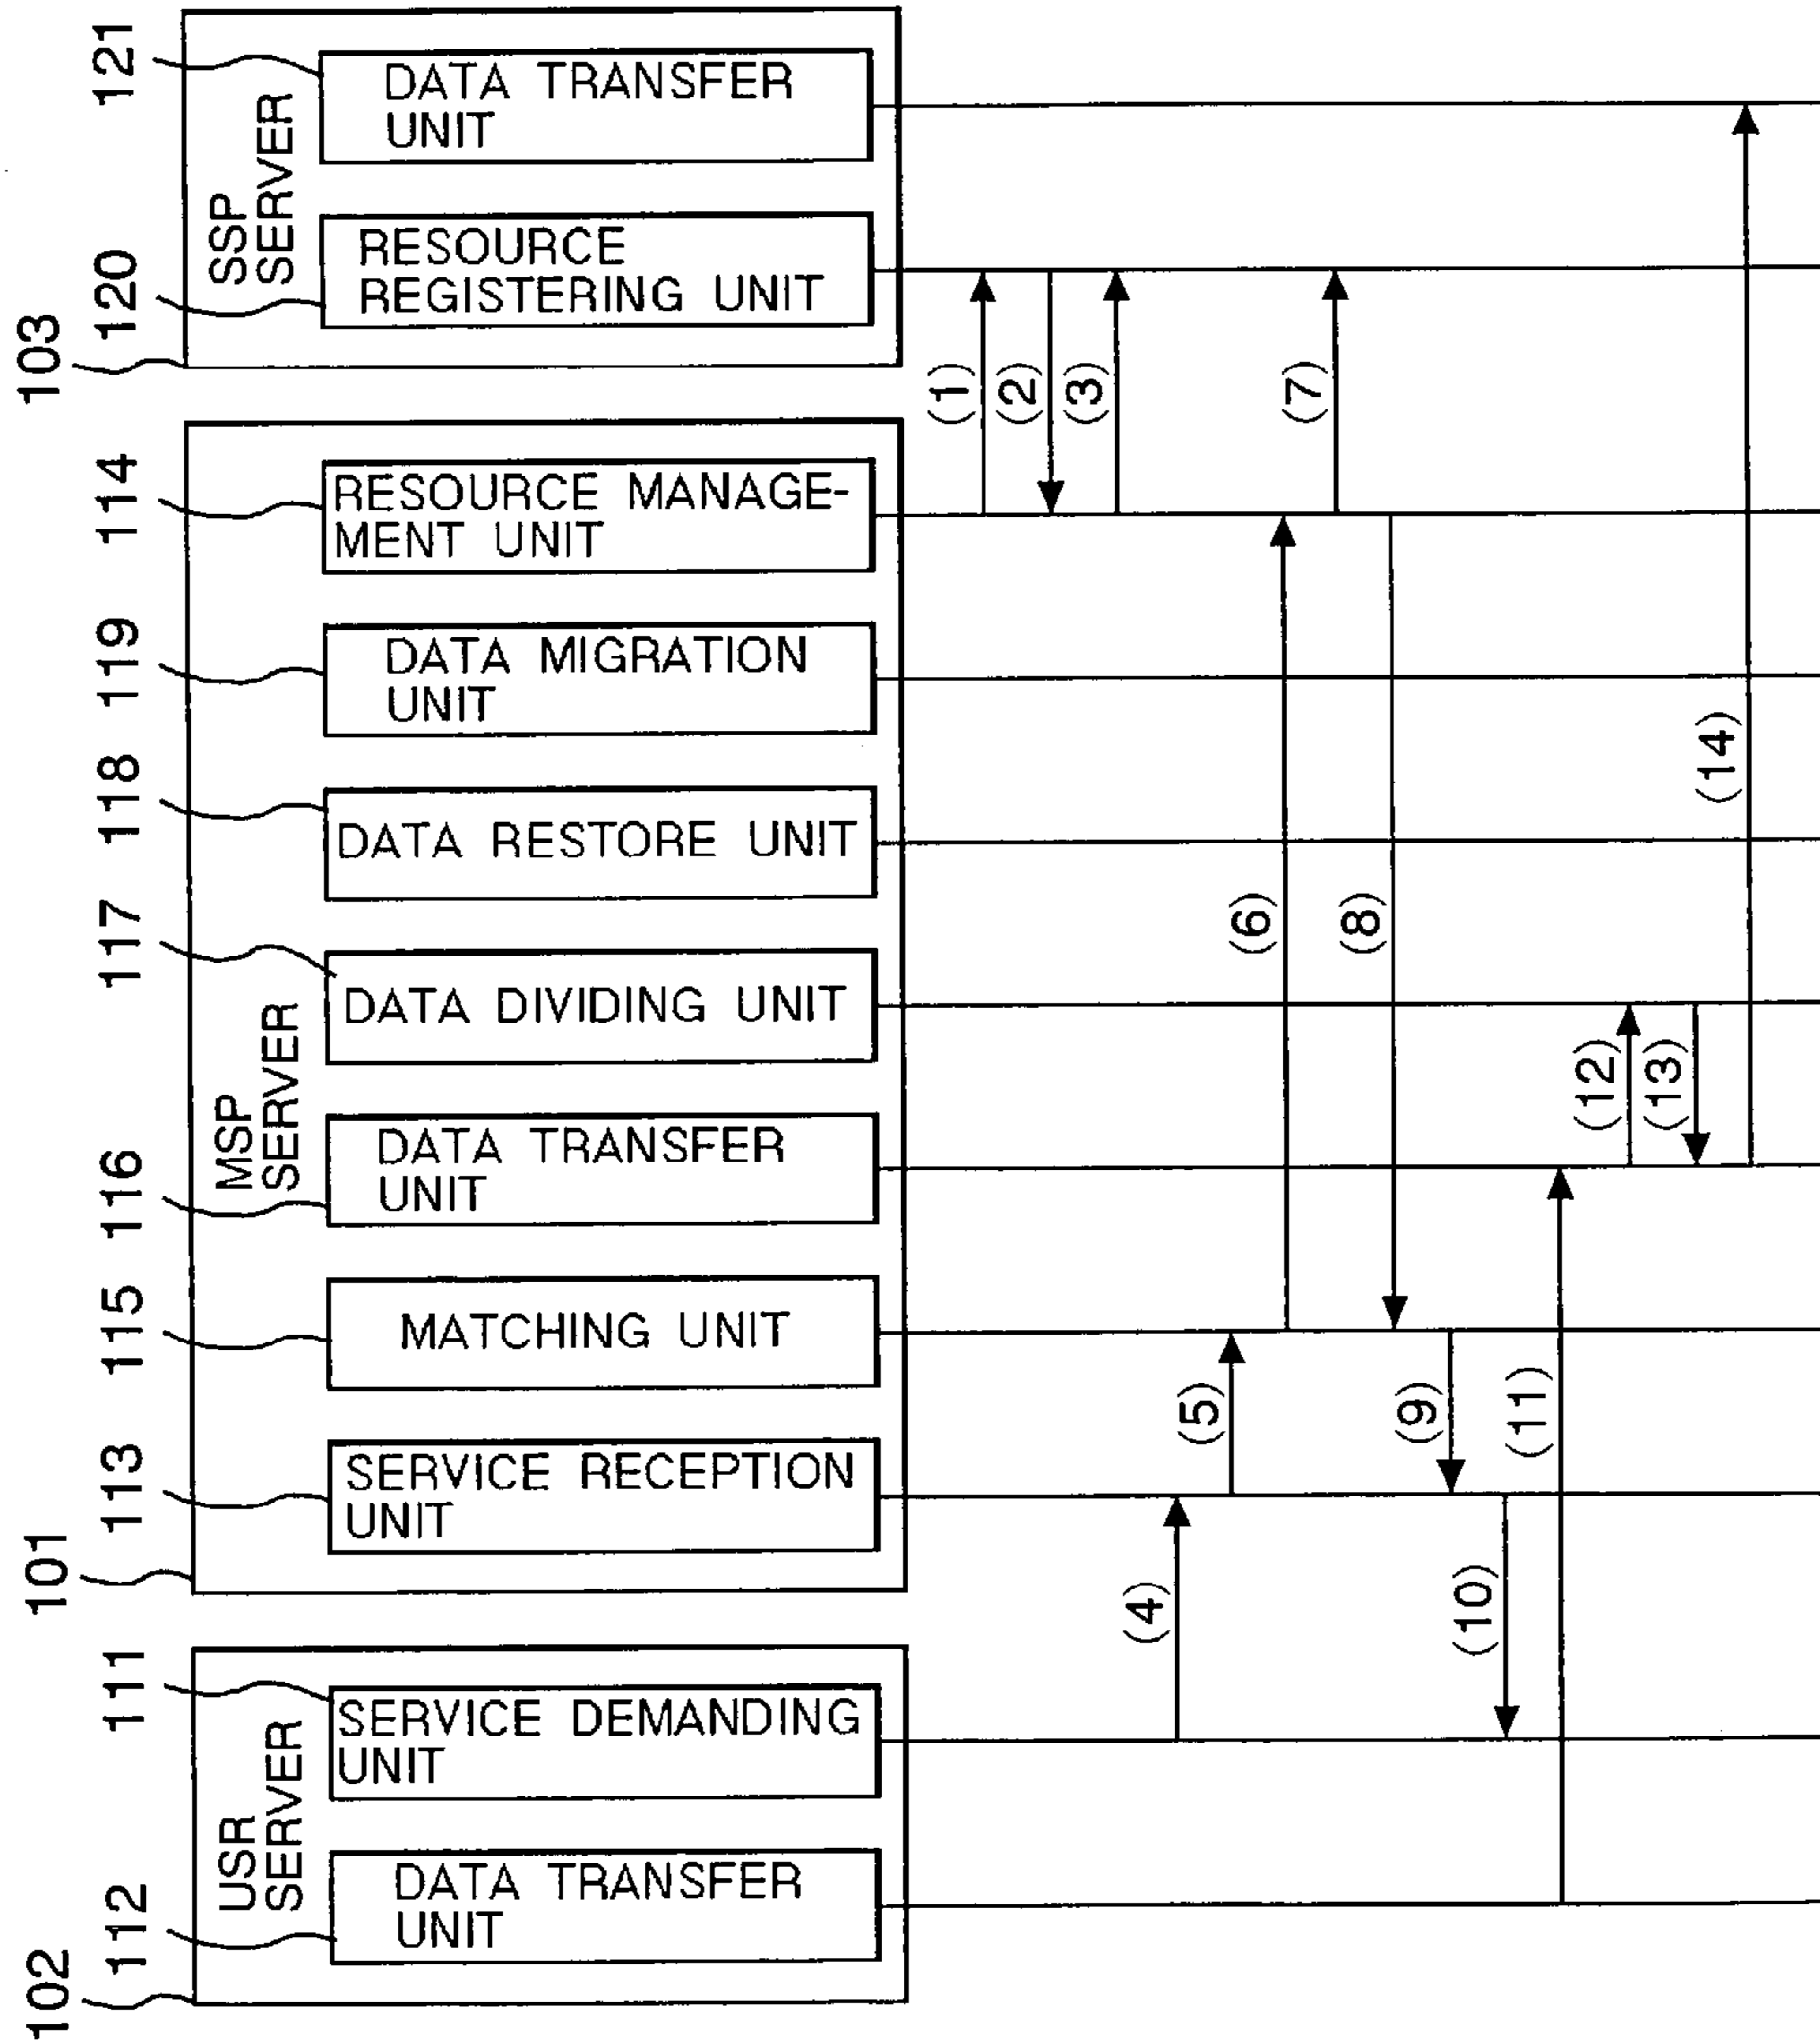 103
120
121
SSP
SERVER
RESOURCE
REGISTERING UNIT
DATA TRANSFER
UNIT
101
113
115
116
117
118
119
114
MSP
SERVER
SERVICE RECEPTION
UNIT
MATCHING UNIT
DATA TRANSFER
UNIT
DATA DIVIDING UNIT
DATA RESTORE UNIT
DATA MIGRATION
UNIT
RESOURCE MANAGE-
MENT UNIT
102
112
111
USR
SERVER
DATA TRANSFER
UNIT
SERVICE DEMANDING
UNIT
(1)
(2)
(3)
(4)
(5)
(6)
(7)
(8)
(9)
(10)
(11)
(12)
(13)
(14)